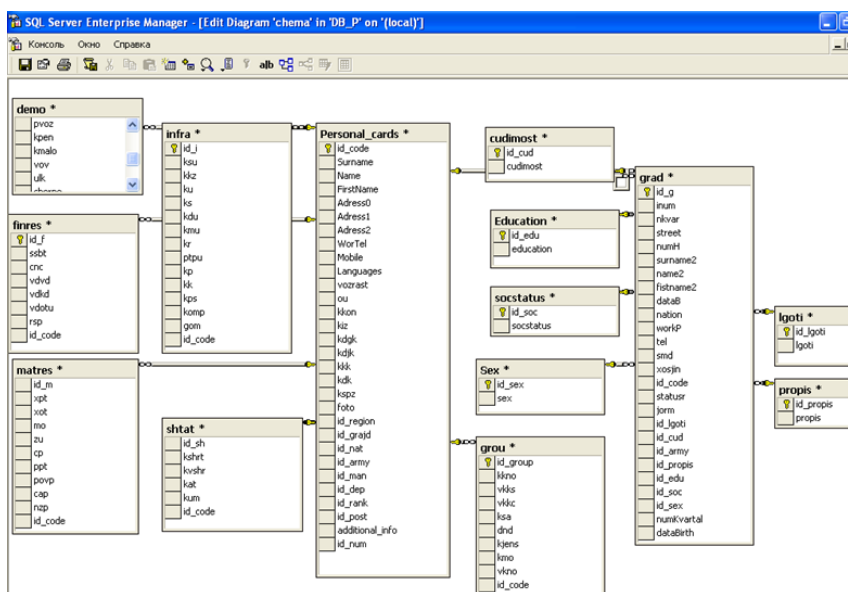 SQL Server Enterprise Manager - [Edit Diagram 'chema' in 'DB_P' on '(local)']
Консоль Окно Справка
ab
demo *
pvoz
kpen
kmalo
vov
ulk
finres *
id_f
ssbt
cnc
vdvd
vdkd
vdotu
rsp
id_code
matres *
id_m
xpt
xot
mo
zu
cp
ppt
povp
cap
nzp
id_code
infra *
id_i
ksu
kkz
ku
ks
kdu
kmu
kr
ptpu
kp
kk
kps
komp
gom
id_code
shtat *
id_sh
kshrt
kvshr
kat
kum
id_code
Personal_cards *
id_code
Surname
Name
FirstName
Adress0
Adress1
Adress2
WorTel
Mobile
Languages
vozrast
ou
kkon
kiz
kdgk
kdjk
kkk
kdk
kspz
foto
id_region
id_grajd
id_nat
id_army
id_man
id_dep
id_rank
id_post
additional_info
id_num
cudimost *
id_cud
cudimost
Education *
id_edu
education
socstatus *
id_soc
socstatus
Sex *
id_sex
sex
grou *
id_group
kkno
vkks
vkkc
ksa
dnd
kjens
kmo
vkno
id_code
grad *
id_g
inum
nkvar
street
numH
surname2
name2
fistname2
dataB
nation
workP
tel
smd
xosjin
id_code
statusr
jorm
id_lgoti
id_cud
id_army
id_propis
id_edu
id_soc
id_sex
numKvartal
dataBirth
lgoti *
id_lgoti
lgoti
propis *
id_propis
propis